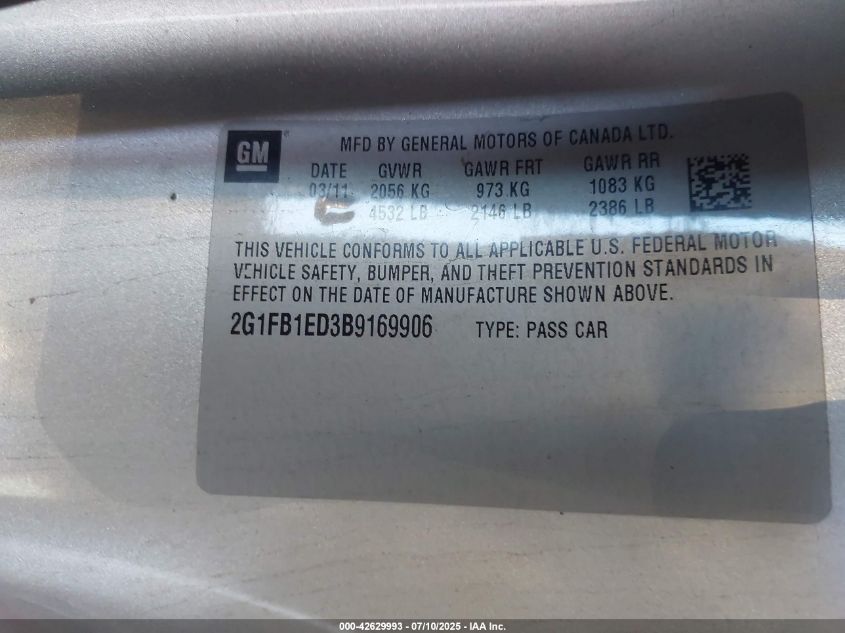 GM
MFD BY GENERAL MOTORS OF CANADA LTD.
DATE GVWR GAWR FRT GAWR RR
03/11 2056 KG 973 KG 1083 KG
4532 LB 2146 LB 2386 LB
THIS VEHICLE CONFORMS TO ALL APPLICABLE U.S. FEDERAL MOTOR
VEHICLE SAFETY, BUMPER, AND THEFT PREVENTION STANDARDS IN
EFFECT ON THE DATE OF MANUFACTURE SHOWN ABOVE.
2G1FB1ED3B9169906 TYPE: PASS CAR
000-42629993 - 07/10/2025 - IAA Inc.